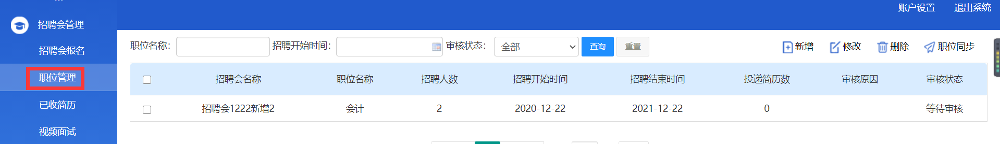 账户设置 退出系统
招聘会管理
招聘会报名
职位管理
已收简历
视频面试
职位名称： 招聘开始时间： 审核状态： 全部 查询 重置 新增 修改 删除 职位同步
招聘会名称 职位名称 招聘人数 招聘开始时间 招聘结束时间 投递简历数 审核原因 审核状态
招聘会1222新增2 会计 2 2020-12-22 2021-12-22 0 等待审核